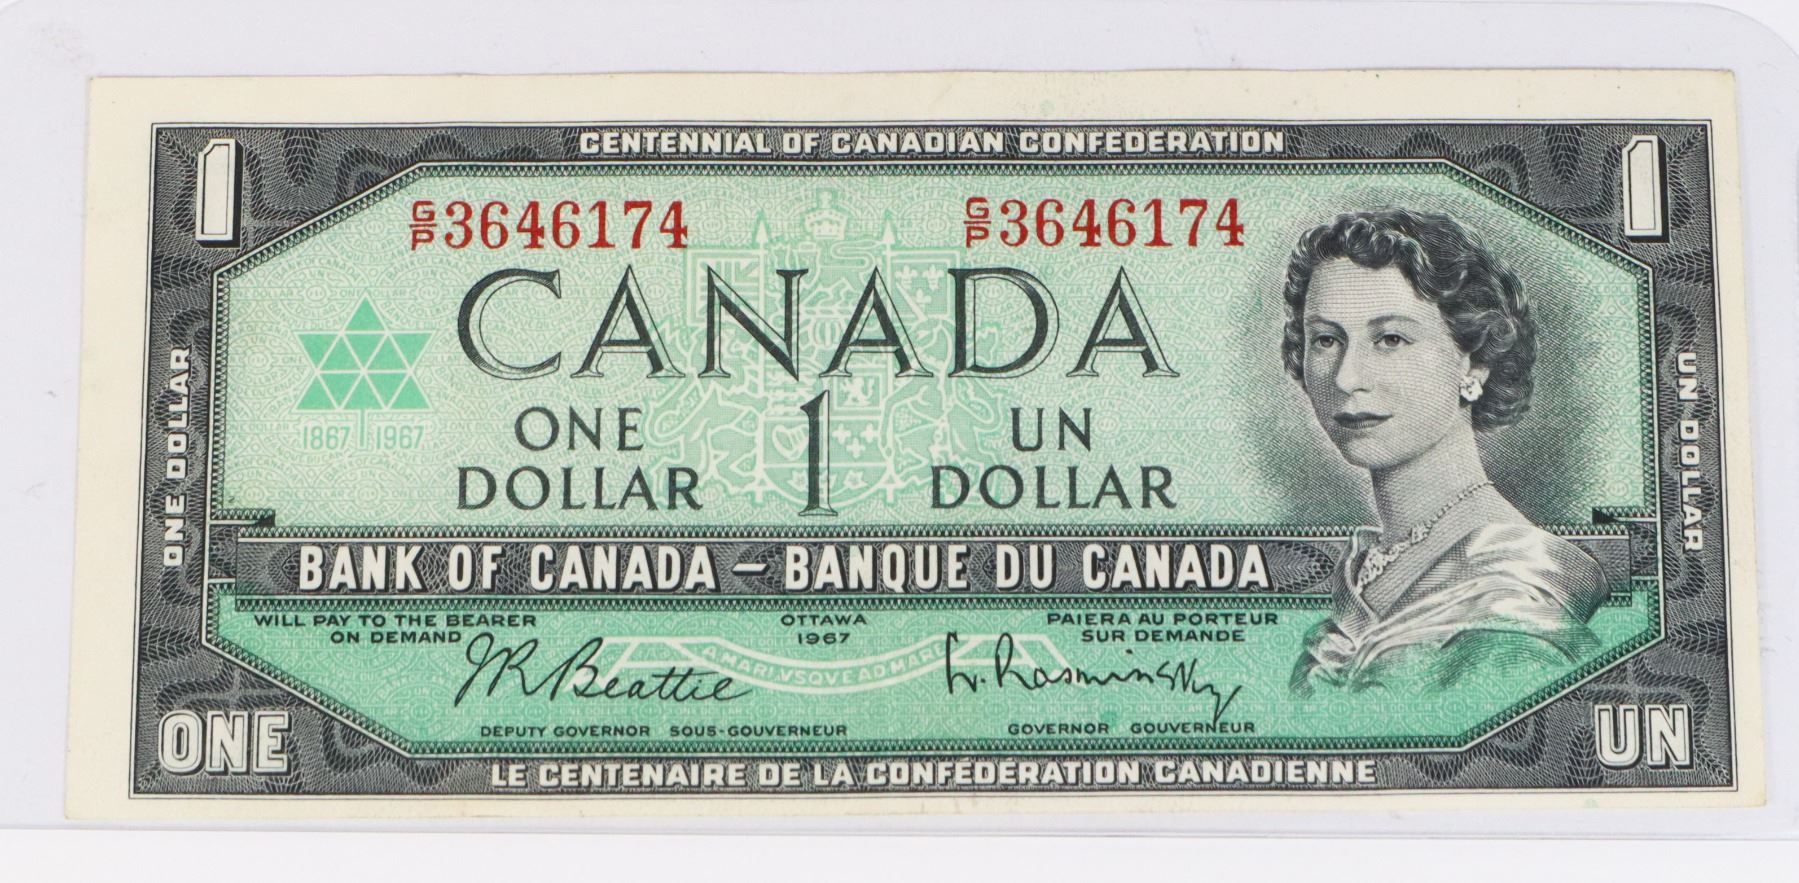 CENTENNIAL OF CANADIAN CONFEDERATION
1 1
G/P 3646174 G/P 3646174
CANADA
1867 1967
ONE DOLLAR 1 UN DOLLAR
ONE DOLLAR
UN DOLLAR
BANK OF CANADA – BANQUE DU CANADA
WILL PAY TO THE BEARER
ON DEMAND
OTTAWA
1967
PAIERA AU PORTEUR
SUR DEMANDE
A MARI VSQVE AD MARE
J R Beattie
L. Rasminsky
DEPUTY GOVERNOR SOUS-GOUVERNEUR
GOVERNOR GOUVERNEUR
ONE UN
LE CENTENAIRE DE LA CONFÉDÉRATION CANADIENNE